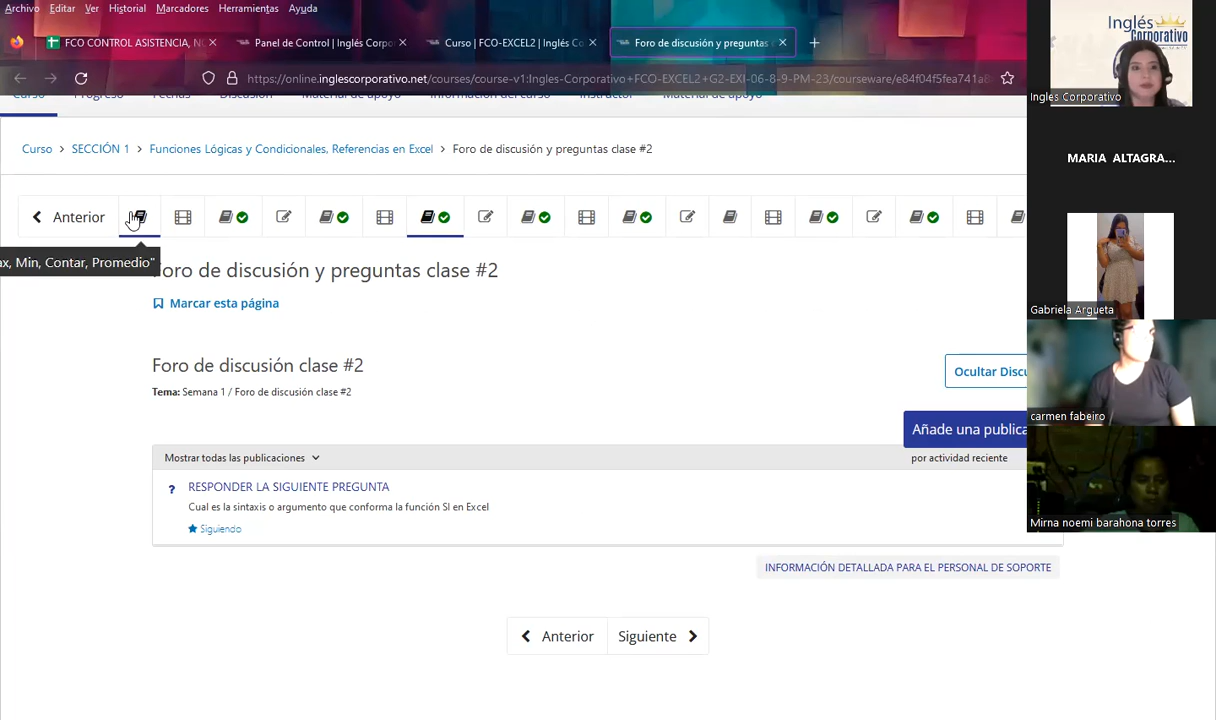 Archivo Editar Ver Historial Marcadores Herramientas Ayuda
FCO CONTROL ASISTENCIA, NO
Panel de Control | Inglés Corpo
Curso | FCO-EXCEL2 | Inglés Co
Foro de discusión y preguntas
https://online.inglescorporativo.net/courses/course-v1:Ingles-Corporativo+FCO-EXCEL2+G2-EXI-06-8-9-PM-23/courseware/e84f04f5fea741a8
Curso Progreso Fechas Discusión Material de apoyo Información del curso Instructor Material de apoyo
Curso > SECCIÓN 1 > Funciones Lógicas y Condicionales, Referencias en Excel > Foro de discusión y preguntas clase #2
Anterior
ax, Min, Contar, Promedio"
Foro de discusión y preguntas clase #2
Marcar esta página
Foro de discusión clase #2
Ocultar Discu
Tema: Semana 1 / Foro de discusión clase #2
Añade una publica
Mostrar todas las publicaciones
por actividad reciente
? RESPONDER LA SIGUIENTE PREGUNTA
Cual es la sintaxis o argumento que conforma la función SI en Excel
Siguiendo
INFORMACIÓN DETALLADA PARA EL PERSONAL DE SOPORTE
Anterior
Siguiente
Inglés
Corporativo
Ingles Corporativo
MARIA ALTAGRA...
Gabriela Argueta
carmen fabeiro
Mirna noemi barahona torres